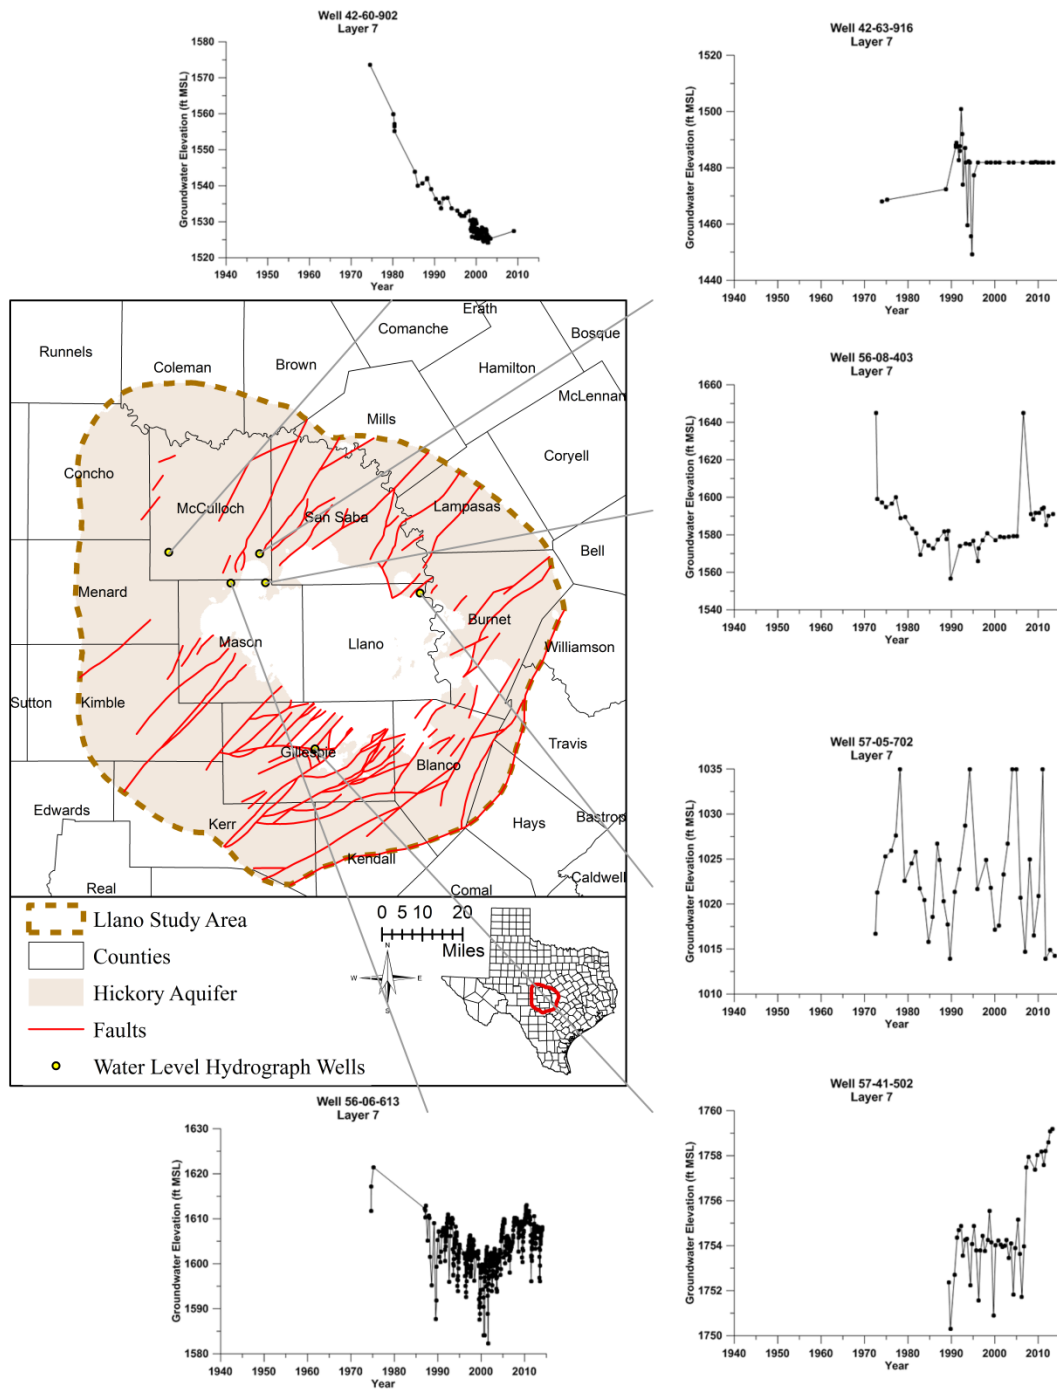 Well 42-60-902
Layer 7
Groundwater Elevation (ft MSL)
1580
1570
1560
1550
1540
1530
1520
1940 1950 1960 1970 1980 1990 2000 2010
Year
Well 42-63-916
Layer 7
Groundwater Elevation (ft MSL)
1520
1500
1480
1460
1440
1940 1950 1960 1970 1980 1990 2000 2010
Year
Well 56-08-403
Layer 7
Groundwater Elevation (ft MSL)
1660
1640
1620
1600
1580
1560
1540
1940 1950 1960 1970 1980 1990 2000 2010
Year
Well 57-05-702
Layer 7
Groundwater Elevation (ft MSL)
1035
1030
1025
1020
1015
1010
1940 1950 1960 1970 1980 1990 2000 2010
Year
Well 57-41-502
Layer 7
Groundwater Elevation (ft MSL)
1760
1758
1756
1754
1752
1750
1940 1950 1960 1970 1980 1990 2000 2010
Year
Well 56-06-613
Layer 7
Groundwater Elevation (ft MSL)
1630
1620
1610
1600
1590
1580
1940 1950 1960 1970 1980 1990 2000 2010
Year
Erath
Comanche
Bosque
Runnels
Coleman
Brown
Hamilton
McLennan
Mills
Coryell
Concho
McCulloch
San Saba
Lampasas
Bell
Menard
Burnet
Mason
Llano
Williamson
Sutton
Kimble
Travis
Gillespie
Blanco
Edwards
Kerr
Hays
Bastrop
Kendall
Real
Comal
Caldwell
Llano Study Area
Counties
Hickory Aquifer
Faults
Water Level Hydrograph Wells
0 5 10 20
Miles
N
W E
S